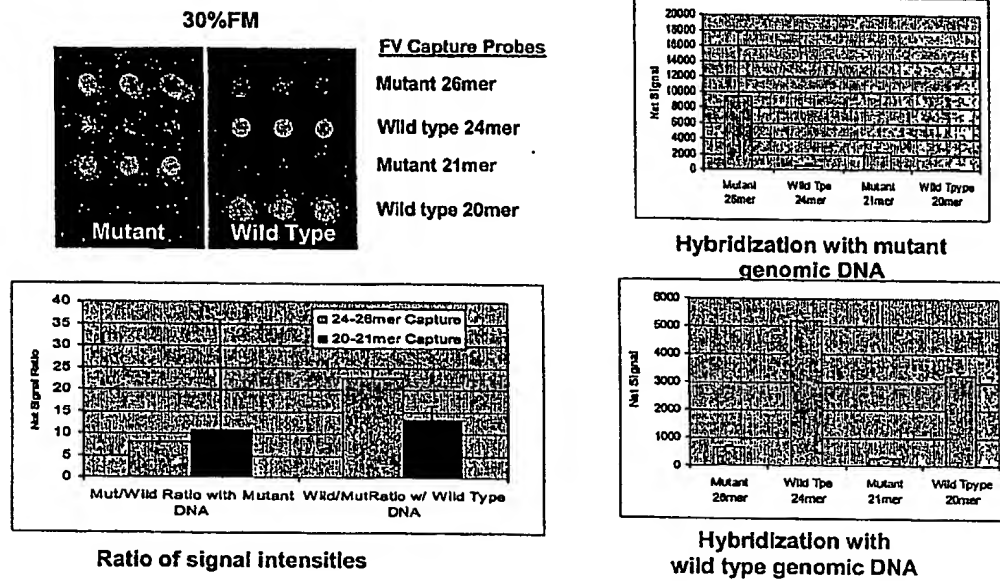 30%FM
FV Capture Probes
Mutant 26mer
Wild type 24mer
Mutant 21mer
Wild type 20mer
Mutant
Wild Type
20000
18000
16000
14000
12000
10000
8000
6000
4000
2000
0
Net Signal
Mutant 26mer
Wild Tpe 24mer
Mutant 21mer
Wild Tpype 20mer
Hybridization with mutant
genomic DNA
40
35
30
25
20
15
10
5
0
Net Signal Ratio
24-26mer Capture
20-21mer Capture
Mut/Wild Ratio with Mutant DNA
Wild/MutRatio w/ Wild Type DNA
Ratio of signal intensities
6000
5000
4000
3000
2000
1000
0
Net Signal
Mutant 26mer
Wild Tpe 24mer
Mutant 21mer
Wild Tpype 20mer
Hybridization with
wild type genomic DNA